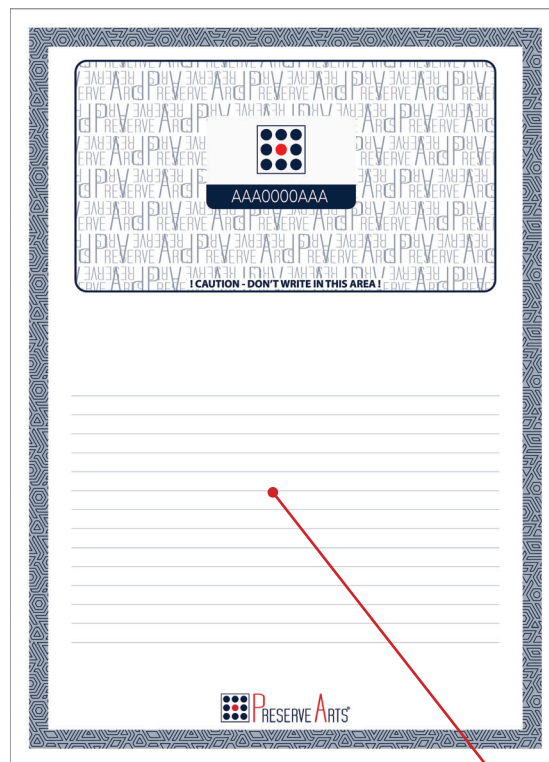 AAA0000AAA
! CAUTION - DON'T WRITE IN THIS AREA !
PRESERVE ARTS®